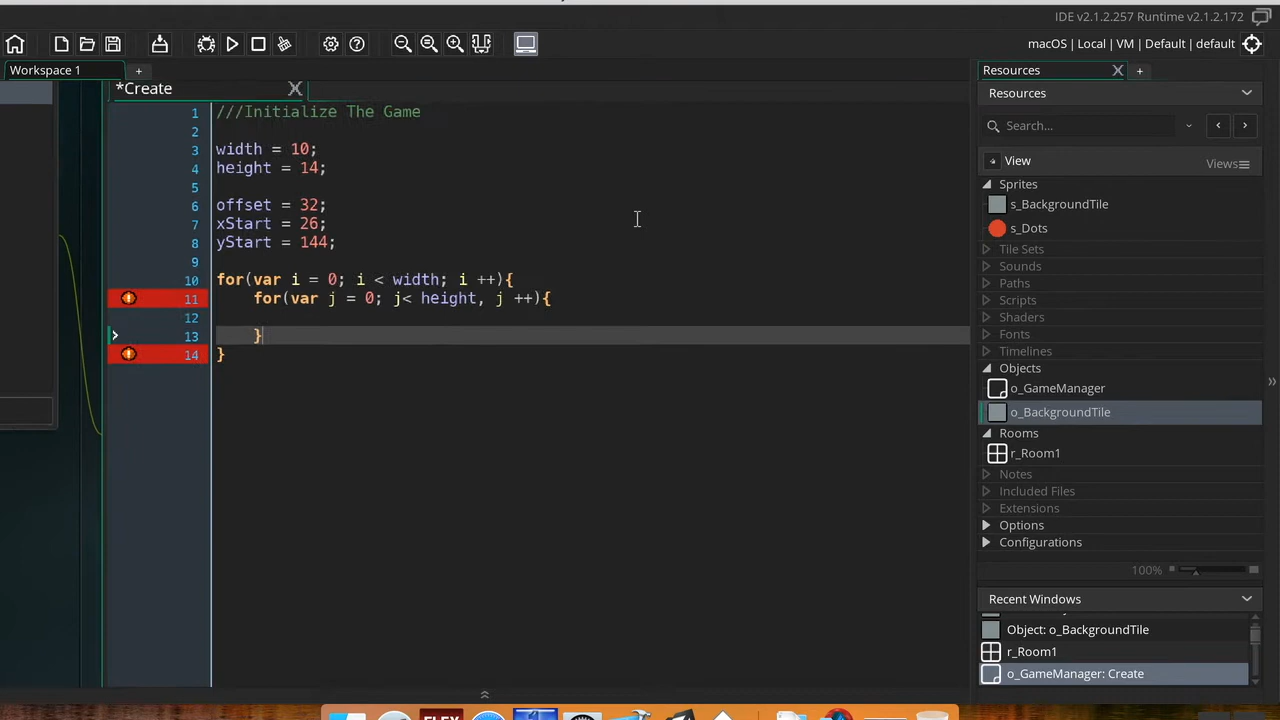 IDE v2.1.2.257 Runtime v2.1.2.172
macOS | Local | VM | Default | default
Workspace 1
+
*Create
1 ///Initialize The Game
2
3 width = 10;
4 height = 14;
5
6 offset = 32;
7 xStart = 26;
8 yStart = 144;
9
10 for(var i = 0; i < width; i ++){
11 for(var j = 0; j< height, j ++){
12
13 }
14 }
Resources
+
Resources
Search...
View
Views
Sprites
s_BackgroundTile
s_Dots
Tile Sets
Sounds
Paths
Scripts
Shaders
Fonts
Timelines
Objects
o_GameManager
o_BackgroundTile
Rooms
r_Room1
Notes
Included Files
Extensions
Options
Configurations
100%
Recent Windows
Object: o_BackgroundTile
r_Room1
o_GameManager: Create
FLEX